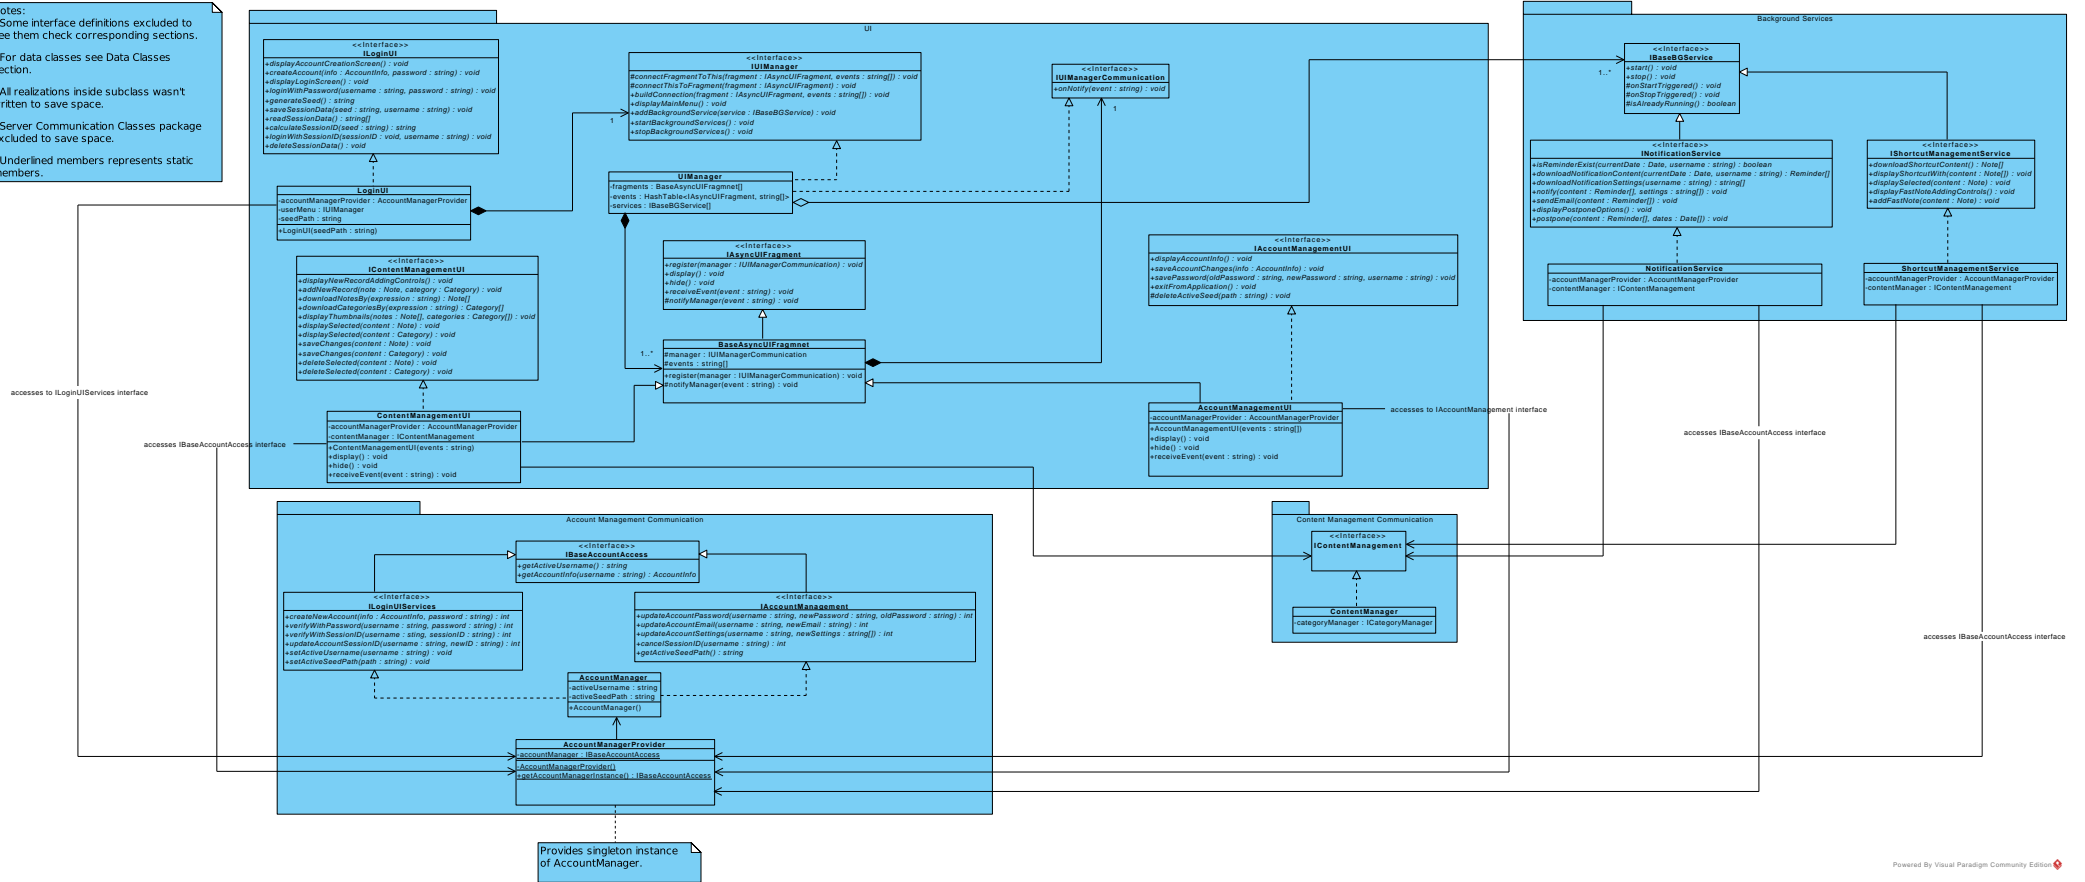 otes:
Some interface definitions excluded to
ee them check corresponding sections.
For data classes see Data Classes
ection.
All realizations inside subclass wasn't
ritten to save space.
Server Communication Classes package
xcluded to save space.
Underlined members represents static
embers.
UI
<<Interface>>
ILoginUI
+displayAccountCreationScreen() : void
+createAccount(info : AccountInfo, password : string) : void
+displayLoginScreen() : void
+loginWithPassword(username : string, password : string) : void
+generateSeed() : string
+saveSessionData(seed : string, username : string) : void
+readSessionData() : string[]
+calculateSessionID(seed : string) : string
+loginWithSessionID(sessionID : void, username : string) : void
+deleteSessionData() : void
LoginUI
-accountManagerProvider : AccountManagerProvider
-userMenu : IUIManager
-seedPath : string
+LoginUI(seedPath : string)
<<Interface>>
IUIManager
#connectFragmentToThis(fragment : IAsyncUIFragment, events : string[]) : void
#connectThisToFragment(fragment : IAsyncUIFragment) : void
+buildConnection(fragment : IAsyncUIFragment, events : string[]) : void
+displayMainMenu() : void
+addBackgroundService(service : IBaseBGService) : void
+startBackgroundServices() : void
+stopBackgroundServices() : void
1
<<Interface>>
IUIManagerCommunication
+onNotify(event : string) : void
1
UIManager
-fragments : BaseAsyncUIFragmnet[]
-events : HashTable<IAsyncUIFragment, string[]>
-services : IBaseBGService[]
<<Interface>>
IAsyncUIFragment
+register(manager : IUIManagerCommunication) : void
+display() : void
+hide() : void
+receiveEvent(event : string) : void
#notifyManager(event : string) : void
1..*
BaseAsyncUIFragmnet
#manager : IUIManagerCommunication
#events : string[]
+register(manager : IUIManagerCommunication) : void
#notifyManager(event : string) : void
<<Interface>>
IContentManagementUI
+displayNewRecordAddingControls() : void
+addNewRecord(note : Note, category : Category) : void
+downloadNotesBy(expression : string) : Note[]
+downloadCategoriesBy(expression : string) : Category[]
+displayThumbnails(notes : Note[], categories : Category[]) : void
+displaySelected(content : Note) : void
+displaySelected(content : Category) : void
+saveChanges(content : Note) : void
+saveChanges(content : Category) : void
+deleteSelected(content : Note) : void
+deleteSelected(content : Category) : void
ContentManagementUI
-accountManagerProvider : AccountManagerProvider
-contentManager : IContentManagement
+ContentManagementUI(events : string)
+display() : void
+hide() : void
+receiveEvent(event : string) : void
<<Interface>>
IAccountManagementUI
+displayAccountInfo() : void
+saveAccountChanges(info : AccountInfo) : void
+savePassword(oldPassword : string, newPassword : string, username : string) : void
+exitFromApplication() : void
#deleteActiveSeed(path : string) : void
AccountManagementUI
-accountManagerProvider : AccountManagerProvider
+AccountManagementUI(events : string[])
+display() : void
+hide() : void
+receiveEvent(event : string) : void
accesses to ILoginUIServices interface
accesses IBaseAccountAccess interface
accesses to IAccountManagement interface
accesses IBaseAccountAccess interface
accesses IBaseAccountAccess interface
Background Services
<<Interface>>
IBaseBGService
+start() : void
+stop() : void
#onStartTriggered() : void
#onStopTriggered() : void
#isAlreadyRunning() : boolean
1..*
<<Interface>>
INotificationService
+isReminderExist(currentDate : Date, username : string) : boolean
+downloadNotificationContent(currentDate : Date, username : string) : Reminder[]
+downloadNotificationSettings(username : string) : string[]
+notify(content : Reminder[], settings : string[]) : void
+sendEmail(content : Reminder[]) : void
+displayPostponeOptions() : void
+postpone(content : Reminder[], dates : Date[]) : void
<<Interface>>
IShortcutManagementService
+downloadShortcutContent() : Note[]
+displayShortcutWith(content : Note[]) : void
+displaySelected(content : Note) : void
+displayFastNoteAddingControls() : void
+addFastNote(content : Note) : void
NotificationService
-accountManagerProvider : AccountManagerProvider
-contentManager : IContentManagement
ShortcutManagementService
-accountManagerProvider : AccountManagerProvider
-contentManager : IContentManagement
Account Management Communication
<<Interface>>
IBaseAccountAccess
+getActiveUsername() : string
+getAccountInfo(username : string) : AccountInfo
<<Interface>>
ILoginUIServices
+createNewAccount(info : AccountInfo, password : string) : int
+verifyWithPassword(username : string, password : string) : int
+verifyWithSessionID(username : sting, sessionID : string) : int
+updateAccountSessionID(username : string, newID : string) : int
+setActiveUsername(username : string) : void
+setActiveSeedPath(path : string) : void
<<Interface>>
IAccountManagement
+updateAccountPassword(username : string, newPassword : string, oldPassword : string) : int
+updateAccountEmail(username : string, newEmail : string) : int
+updateAccountSettings(username : string, newSettings : string[]) : int
+cancelSessionID(username : string) : int
+getActiveSeedPath() : string
AccountManager
-activeUsername : string
-activeSeedPath : string
+AccountManager()
AccountManagerProvider
-accountManager : IBaseAccountAccess
-AccountManagerProvider()
+getAccountManagerInstance() : IBaseAccountAccess
Provides singleton instance
of AccountManager.
Content Management Communication
<<Interface>>
IContentManagement
ContentManager
-categoryManager : ICategoryManager
Powered By Visual Paradigm Community Edition